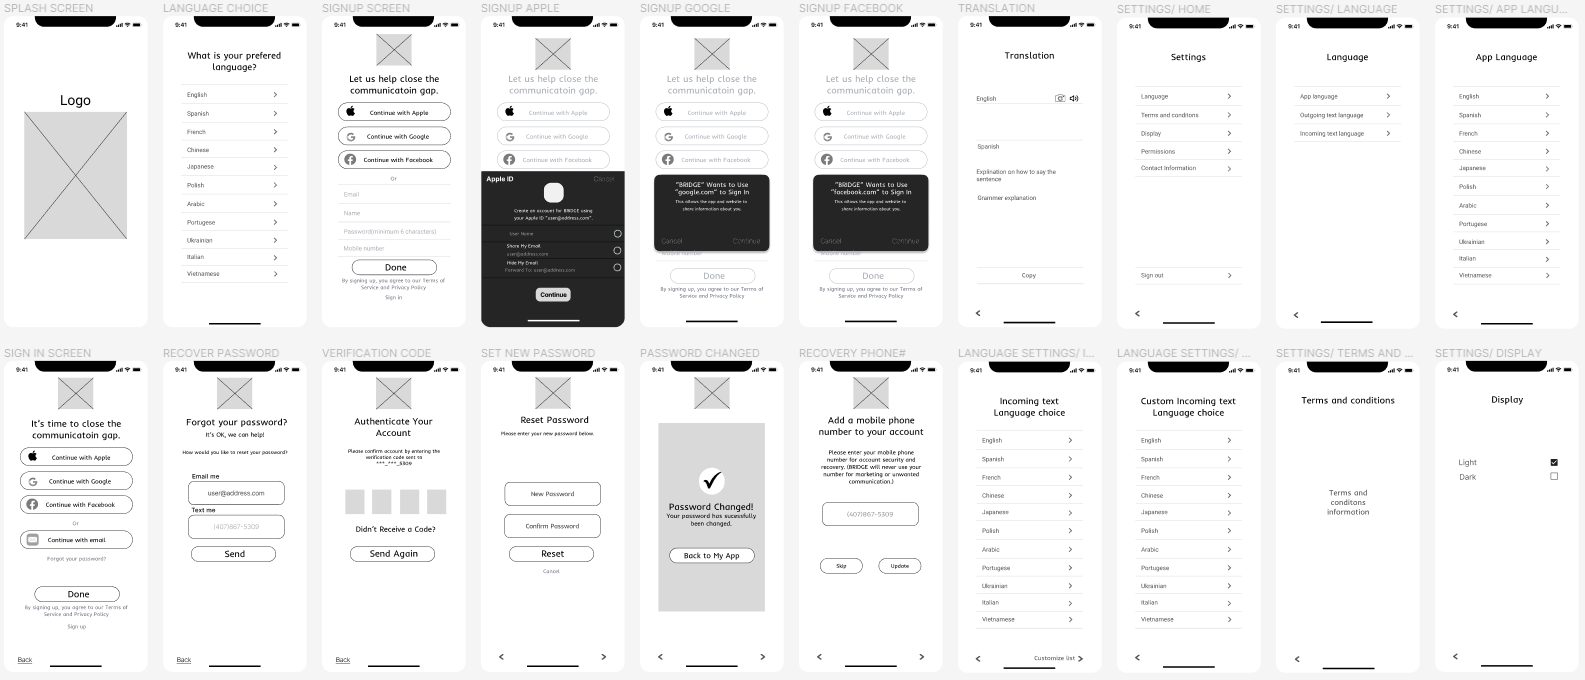 SPLASH SCREEN
9:41
Logo
LANGUAGE CHOICE
9:41
What is your prefered
language?
English
Spanish
French
Chinese
Japanese
Polish
Arabic
Portugese
Ukrainian
Italian
Vietnamese
SIGNUP SCREEN
9:41
Let us help close the
communicatoin gap.
Continue with Apple
Continue with Google
Continue with Facebook
Or
Email
Name
Password(minimum 6 characters)
Mobile number
Done
By signing up, you agree to our Terms of
Service and Privacy Policy
Sign in
SIGNUP APPLE
9:41
Let us help close the
communicatoin gap.
Continue with Apple
Continue with Google
Continue with Facebook
Apple ID
Cancel
Create an account for BRIDGE using
your Apple ID "user@address.com".
User Name
Share My Email
user@address.com
Hide My Email
Forward To: user@address.com
Continue
SIGNUP GOOGLE
9:41
Let us help close the
communicatoin gap.
Continue with Apple
Continue with Google
Continue with Facebook
"BRIDGE" Wants to Use
"google.com" to Sign In
This allows the app and website to
share information about you.
Cancel
Continue
Done
By signing up, you agree to our Terms of
Service and Privacy Policy
SIGNUP FACEBOOK
9:41
Let us help close the
communicatoin gap.
Continue with Apple
Continue with Google
Continue with Facebook
"BRIDGE" Wants to Use
"facebook.com" to Sign In
This allows the app and website to
share information about you.
Cancel
Continue
Done
By signing up, you agree to our Terms of
Service and Privacy Policy
TRANSLATION
9:41
Translation
English
Spanish
Explination on how to say the
sentence
Grammer explanation
Copy
SETTINGS/ HOME
9:41
Settings
Language
Terms and conditons
Display
Permissions
Contact Information
Sign out
SETTINGS/ LANGUAGE
9:41
Language
App language
Outgoing text language
Incoming text language
SETTINGS/ APP LANGU...
9:41
App Language
English
Spanish
French
Chinese
Japanese
Polish
Arabic
Portugese
Ukrainian
Italian
Vietnamese
SIGN IN SCREEN
9:41
It's time to close the
communicatoin gap.
Continue with Apple
Continue with Google
Continue with Facebook
Or
Continue with email
Forgot your password?
Done
By signing up, you agree to our Terms of
Service and Privacy Policy
Sign up
Back
RECOVER PASSWORD
9:41
Forgot your password?
It's OK, we can help!
How would you like to reset your password?
Email me
user@address.com
Text me
(407)867-5309
Send
Back
VERIFICATION CODE
9:41
Authenticate Your
Account
Please confirm account by entering the
verification code sent to
***_***_5309
Didn't Receive a Code?
Send Again
Back
SET NEW PASSWORD
9:41
Reset Password
Please enter your new password below.
New Password
Confirm Password
Reset
Cancel
PASSWORD CHANGED
9:41
Password Changed!
Your password has sucessfully
been changed.
Back to My App
RECOVERY PHONE#
9:41
Add a mobile phone
number to your account
Please enter your mobile phone
number for account security and
recovery. (BRIDGE will never use your
number for marketing or unwanted
communication.)
(407)867-5309
Skip
Update
LANGUAGE SETTINGS/ I...
9:41
Incoming text
Language choice
English
Spanish
French
Chinese
Japanese
Polish
Arabic
Portugese
Ukrainian
Italian
Vietnamese
Customize list
LANGUAGE SETTINGS/ ...
9:41
Custom Incoming text
Language choice
English
Spanish
French
Chinese
Japanese
Polish
Arabic
Portugese
Ukrainian
Italian
Vietnamese
SETTINGS/ TERMS AND ...
9:41
Terms and conditions
Terms and
conditons
information
SETTINGS/ DISPLAY
9:41
Display
Light
Dark